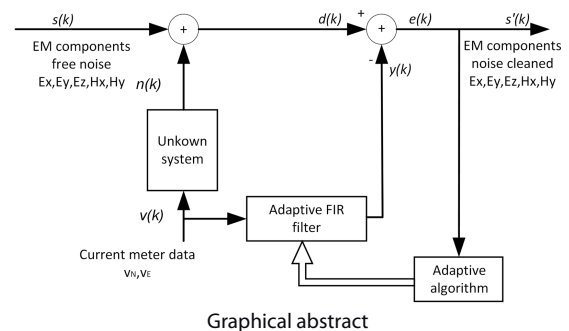 s(k)
d(k)
e(k)
s'(k)
+
+
+
-
EM components
free noise
Ex,Ey,Ez,Hx,Hy
EM components
noise cleaned
Ex,Ey,Ez,Hx,Hy
n(k)
y(k)
Unkown
system
v(k)
Adaptive FIR
filter
Current meter data
vN,vE
Adaptive
algorithm
Graphical abstract